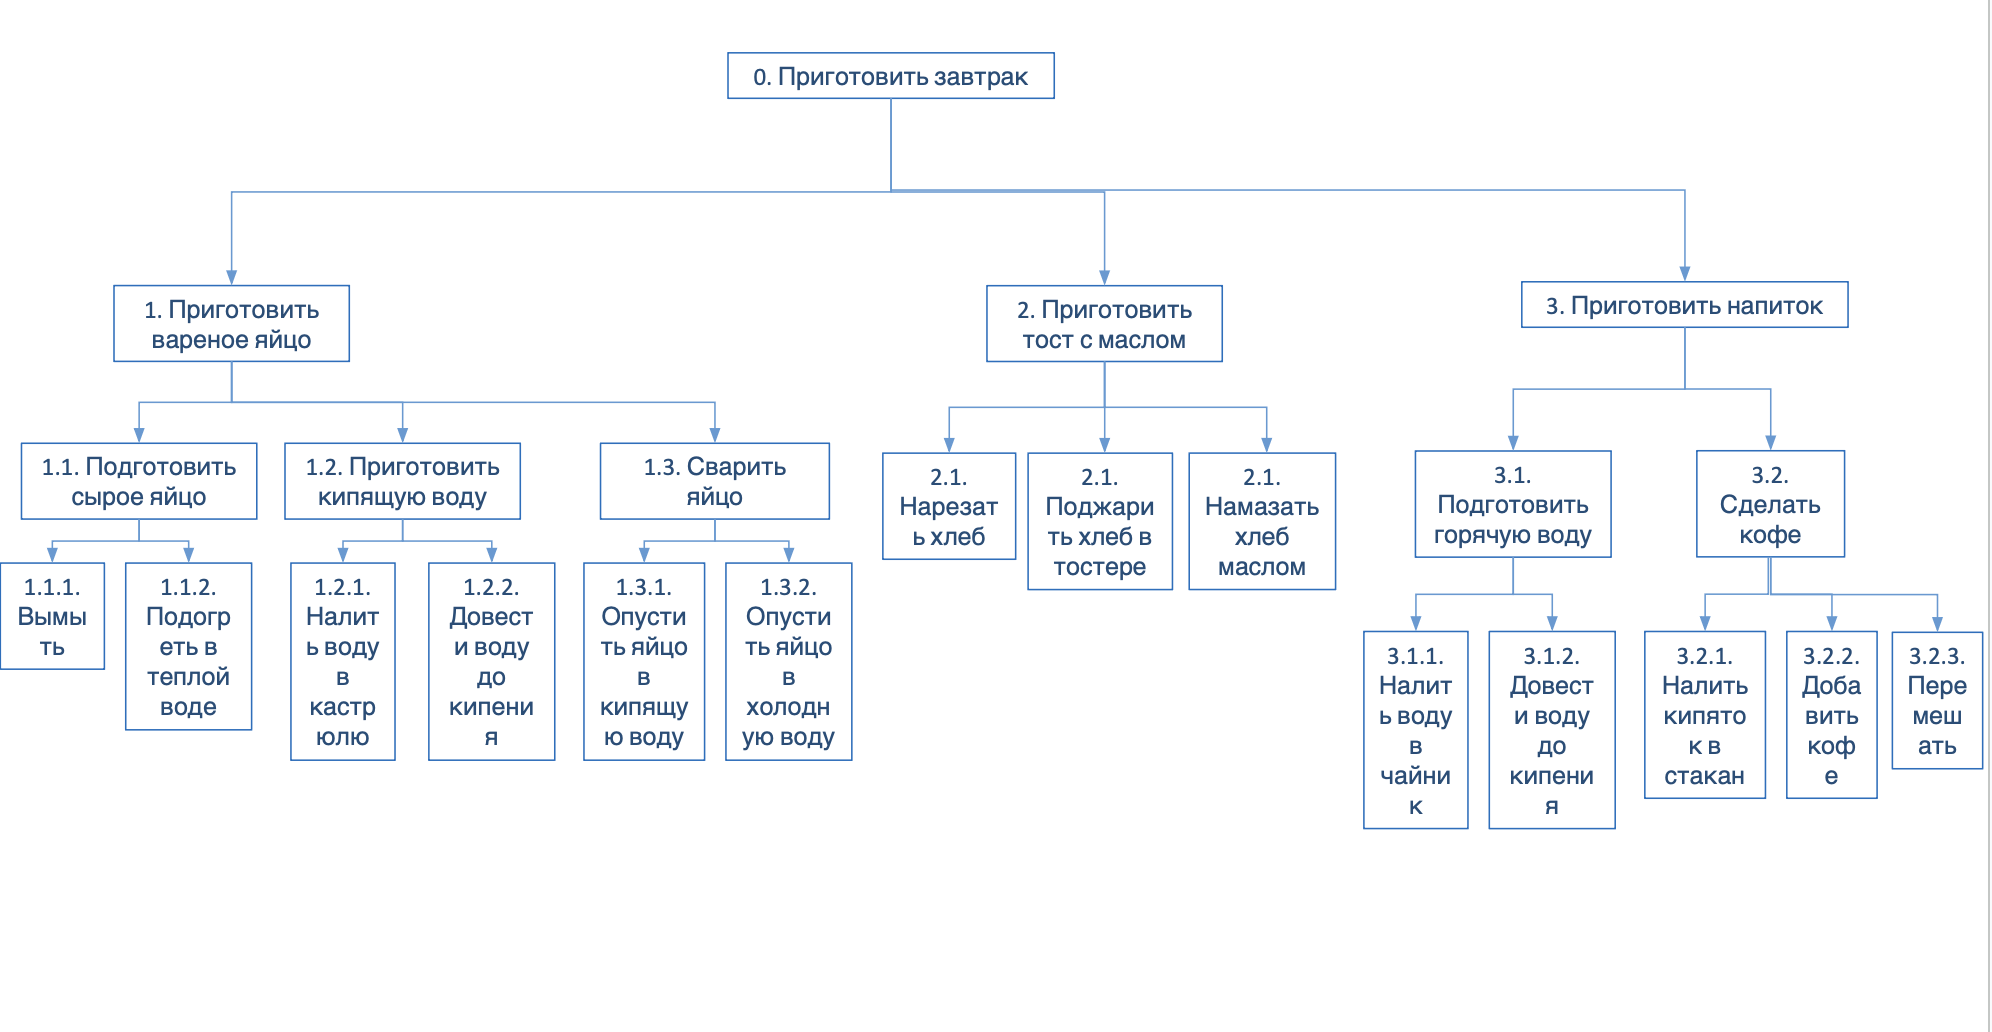 0. Приготовить завтрак
1. Приготовить
вареное яйцо
2. Приготовить
тост с маслом
3. Приготовить напиток
1.1. Подготовить
сырое яйцо
1.2. Приготовить
кипящую воду
1.3. Сварить
яйцо
2.1.
Нарезат
ь хлеб
2.1.
Поджари
ть хлеб в
тостере
2.1.
Намазать
хлеб
маслом
3.1.
Подготовить
горячую воду
3.2.
Сделать
кофе
1.1.1.
Вымы
ть
1.1.2.
Подогр
еть в
теплой
воде
1.2.1.
Налит
ь воду
в
кастр
юлю
1.2.2.
Довест
и воду
до
кипени
я
1.3.1.
Опусти
ть яйцо
в
кипящу
ю воду
1.3.2.
Опусти
ть яйцо
в
холодн
ую воду
3.1.1.
Налит
ь воду
в
чайни
к
3.1.2.
Довест
и воду
до
кипени
я
3.2.1.
Налить
кипято
к в
стакан
3.2.2.
Доба
вить
коф
е
3.2.3.
Пере
меш
ать